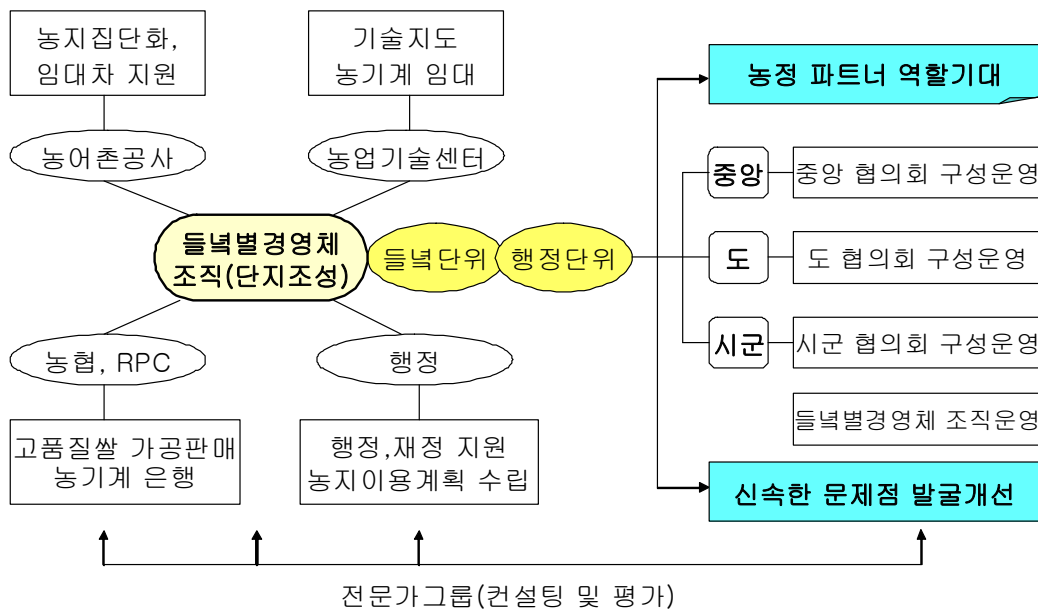 농지집단화,
임대차 지원
기술지도
농기계 임대
농정 파트너 역할기대
농어촌공사
농업기술센터
중앙
중앙 협의회 구성운영
들녘별경영체
조직(단지조성)
들녘단위
행정단위
도
도 협의회 구성운영
농협, RPC
행정
시군
시군 협의회 구성운영
고품질쌀 가공판매
농기계 은행
행정,재정 지원
농지이용계획 수립
들녘별경영체 조직운영
신속한 문제점 발굴개선
전문가그룹(컨설팅 및 평가)